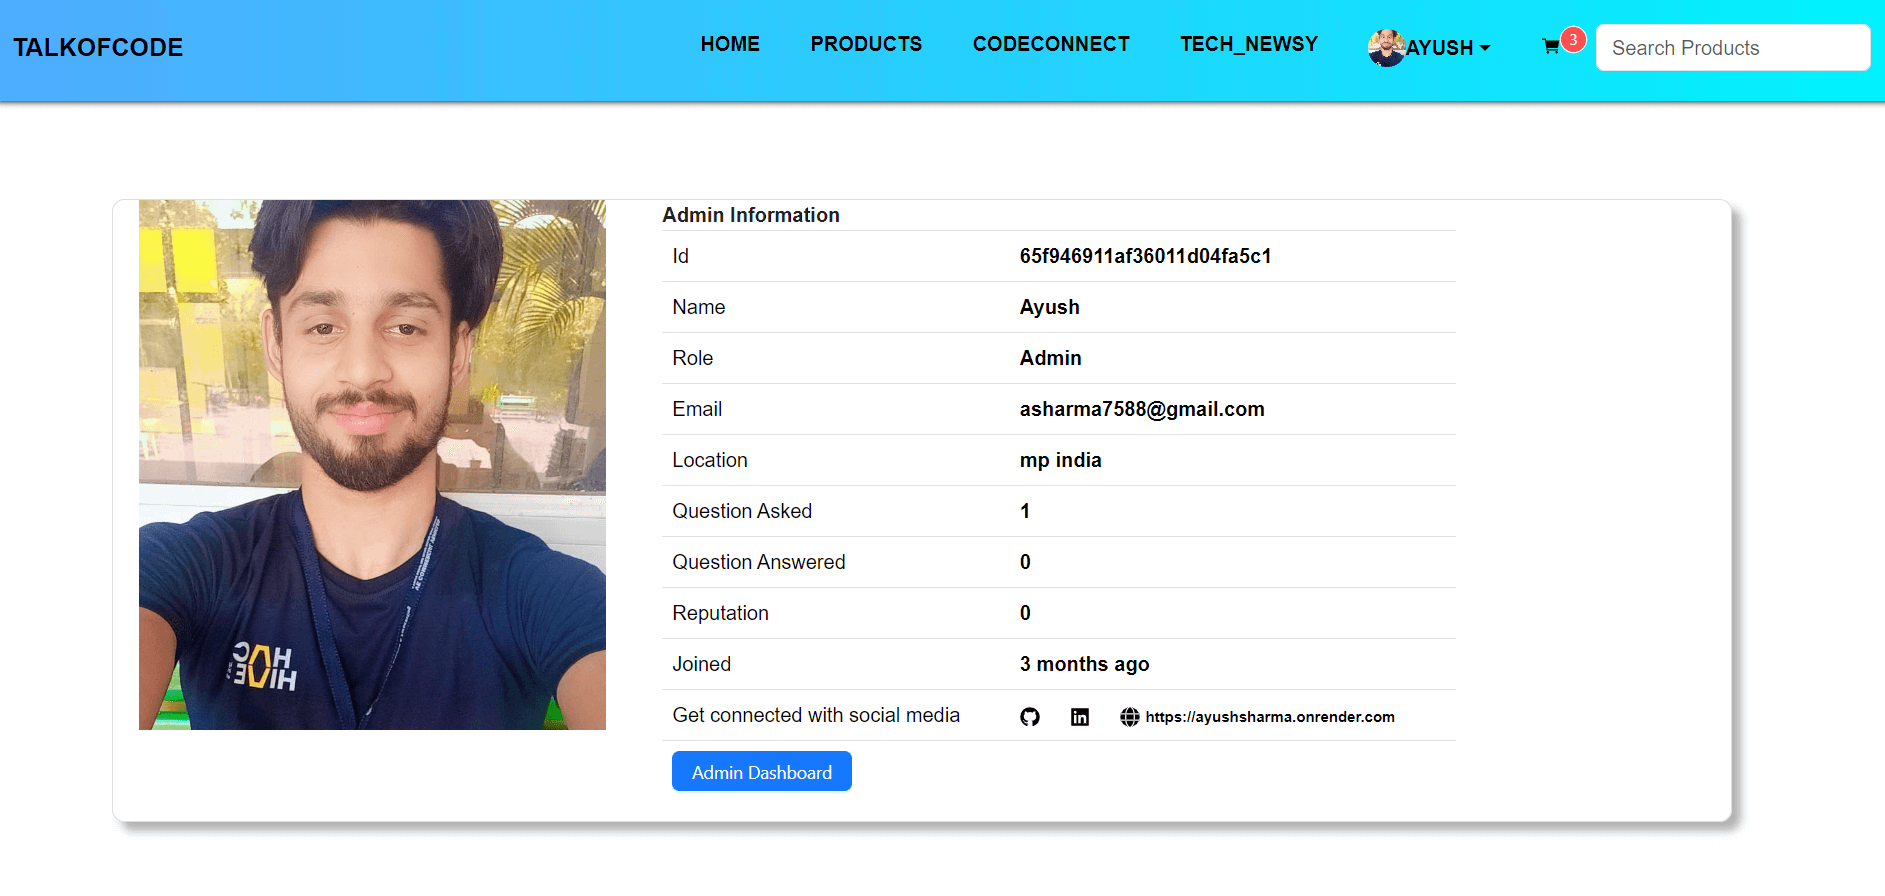 TALKOFCODE
HOME PRODUCTS CODECONNECT TECH_NEWSY AYUSH 3 Search Products
Admin Information
Id 65f946911af36011d04fa5c1
Name Ayush
Role Admin
Email asharma7588@gmail.com
Location mp india
Question Asked 1
Question Answered 0
Reputation 0
Joined 3 months ago
Get connected with social media in https://ayushsharma.onrender.com
Admin Dashboard